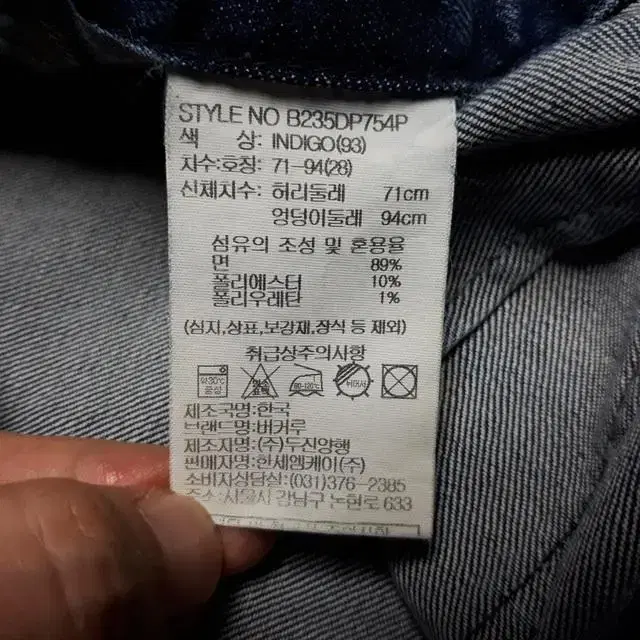 STYLE NO B235DP754P
색 상: INDIGO(93)
치수:호칭: 71-94(28)
신체치수: 허리둘레 71cm
엉덩이둘레 94cm
섬유의 조성 및 혼용율
면 89%
폴리에스터 10%
폴리우레탄 1%
(심지,상표,보강재,장식 등 제외)
취급상주의사항
약30℃
중성
80-120℃
제조국명:한국
브랜드명:버커루
제조자명:(주)두신양행
판매자명:한세엠케이(주)
소비자상담실:(031)376-2385
주소:서울시 강남구 논현로 633